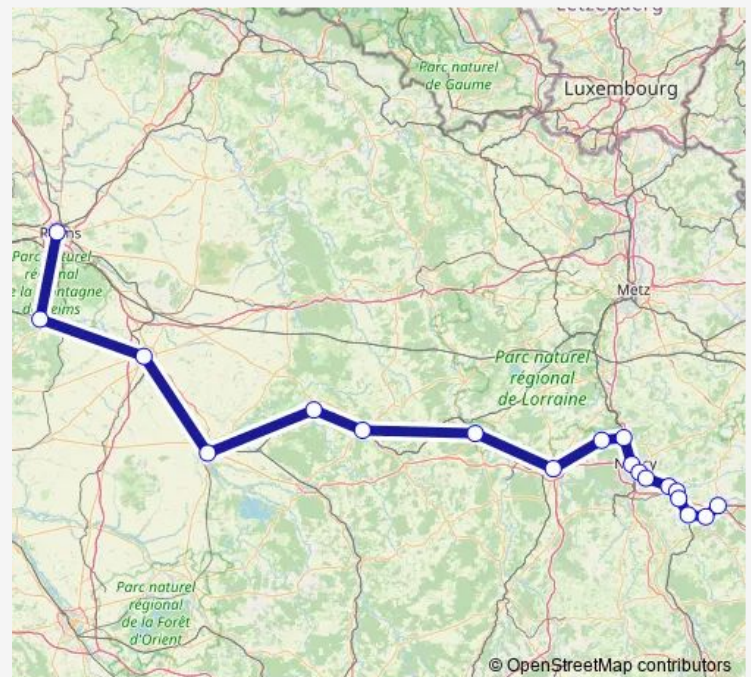 Lëtzebuerg
Parc naturel
de Gaume
Luxembourg
Metz
Parc naturel
régional
de Lorraine
Parc naturel
régional
de la Forêt
d'Orient
© OpenStreetMap contributors